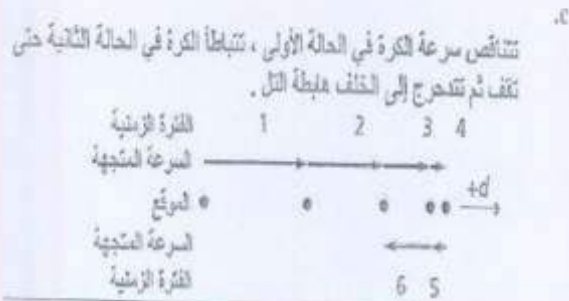 .c
تتناقص سرعة الكرة في الحالة الأولى ، تتباطأ الكرة في الحالة الثانية حتى
تقف ثم تتدحرج إلى الخلف هابطة التل .
الفترة الزمنية 1 2 3 4
السرعة المتجهة
الموقع +d
السرعة المتجهة
الفترة الزمنية 6 5